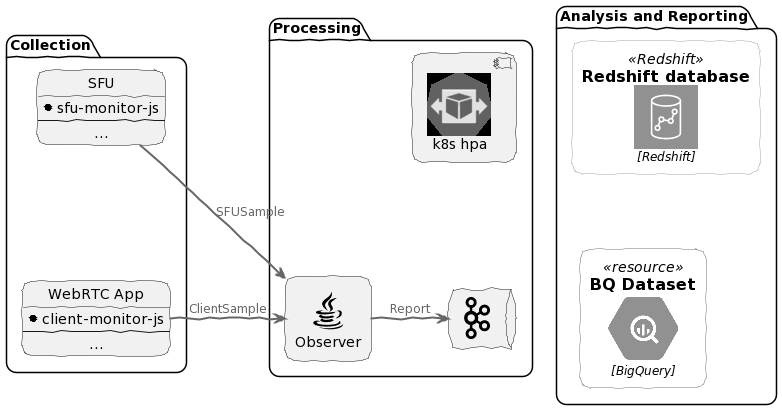 Collection
SFU
sfu-monitor-js
...
WebRTC App
client-monitor-js
...
SFUSample
ClientSample
Processing
k8s hpa
Observer
Report
Analysis and Reporting
«Redshift»
Redshift database
[Redshift]
«resource»
BQ Dataset
[BigQuery]